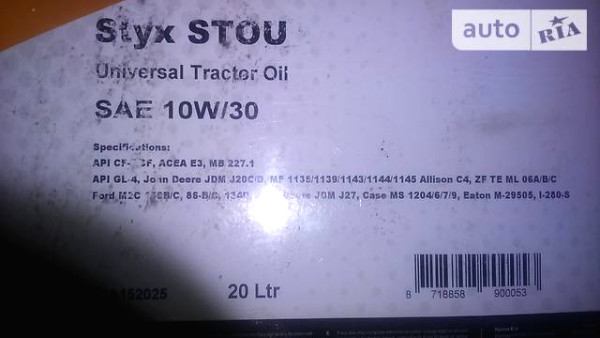 auto RIA
Styx STOU
Universal Tractor Oil
SAE 10W/30
Specifications:
API CF-, ACEA E3, MB 227.1
API GL-4, John Deere JDM J20C/D, MF 1135/1139/1143/1144/1145 Allison C4, ZF TE ML 06A/B/C
Ford M2C 86-B/C, JDM J27, Case MS 1204/6/7/9, Eaton M-29505, I-280-S
20 Ltr
8 718858 900053